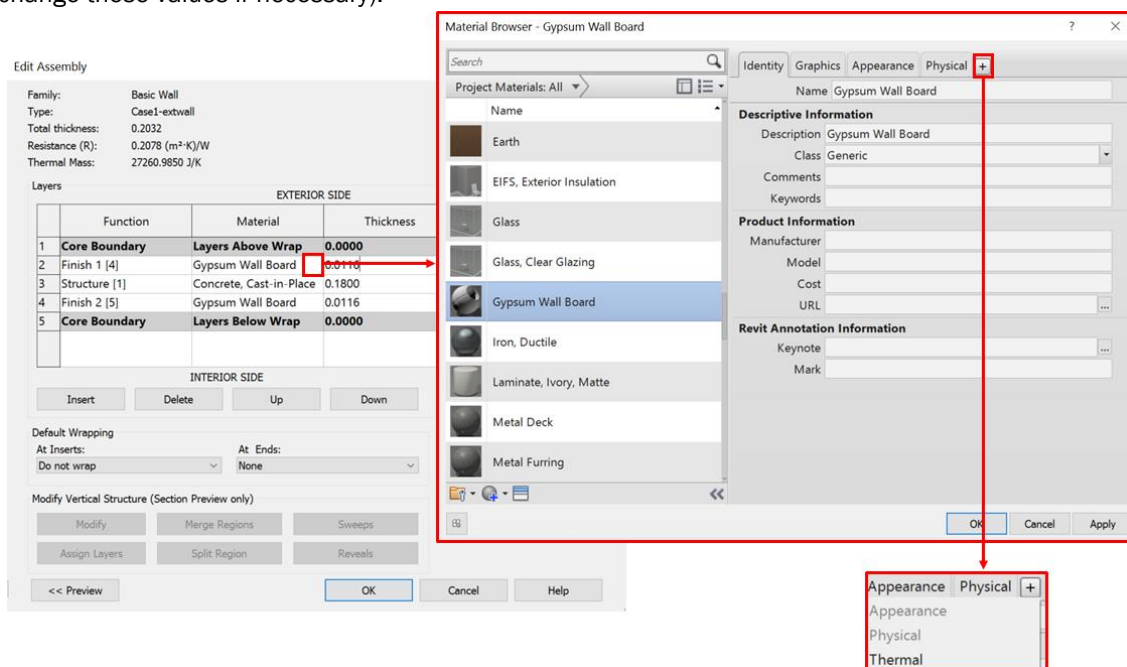 change these values if necessary).
Material Browser - Gypsum Wall Board ? ×
Search
Project Materials: All
Name
Earth
EIFS, Exterior Insulation
Glass
Glass, Clear Glazing
Gypsum Wall Board
Iron, Ductile
Laminate, Ivory, Matte
Metal Deck
Metal Furring
Identity Graphics Appearance Physical +
Name Gypsum Wall Board
Descriptive Information
Description Gypsum Wall Board
Class Generic
Comments
Keywords
Product Information
Manufacturer
Model
Cost
URL ...
Revit Annotation Information
Keynote ...
Mark
OK Cancel Apply
Edit Assembly
Family: Basic Wall
Type: Case1-extwall
Total thickness: 0.2032
Resistance (R): 0.2078 (m²·K)/W
Thermal Mass: 27260.9850 J/K
Layers
EXTERIOR SIDE
Function Material Thickness
1 Core Boundary Layers Above Wrap 0.0000
2 Finish 1 [4] Gypsum Wall Board 0.0116
3 Structure [1] Concrete, Cast-in-Place 0.1800
4 Finish 2 [5] Gypsum Wall Board 0.0116
5 Core Boundary Layers Below Wrap 0.0000
INTERIOR SIDE
Insert Delete Up Down
Default Wrapping
At Inserts: At Ends:
Do not wrap None
Modify Vertical Structure (Section Preview only)
Modify Merge Regions Sweeps
Assign Layers Split Region Reveals
<< Preview OK Cancel Help
Appearance Physical +
Appearance
Physical
Thermal